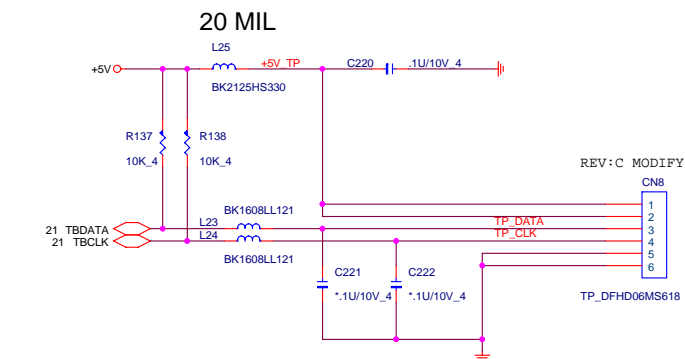 20 MIL
L25
+5V
+5V_TP
C220
.1U/10V_4
BK2125HS330
R137
R138
10K_4
10K_4
REV:C MODIFY
CN8
BK1608LL121
1
2
21 TBDATA
L23
TP_DATA
3
21 TBCLK
L24
TP_CLK
4
BK1608LL121
5
6
C221
C222
*.1U/10V_4
*.1U/10V_4
TP_DFHD06MS618